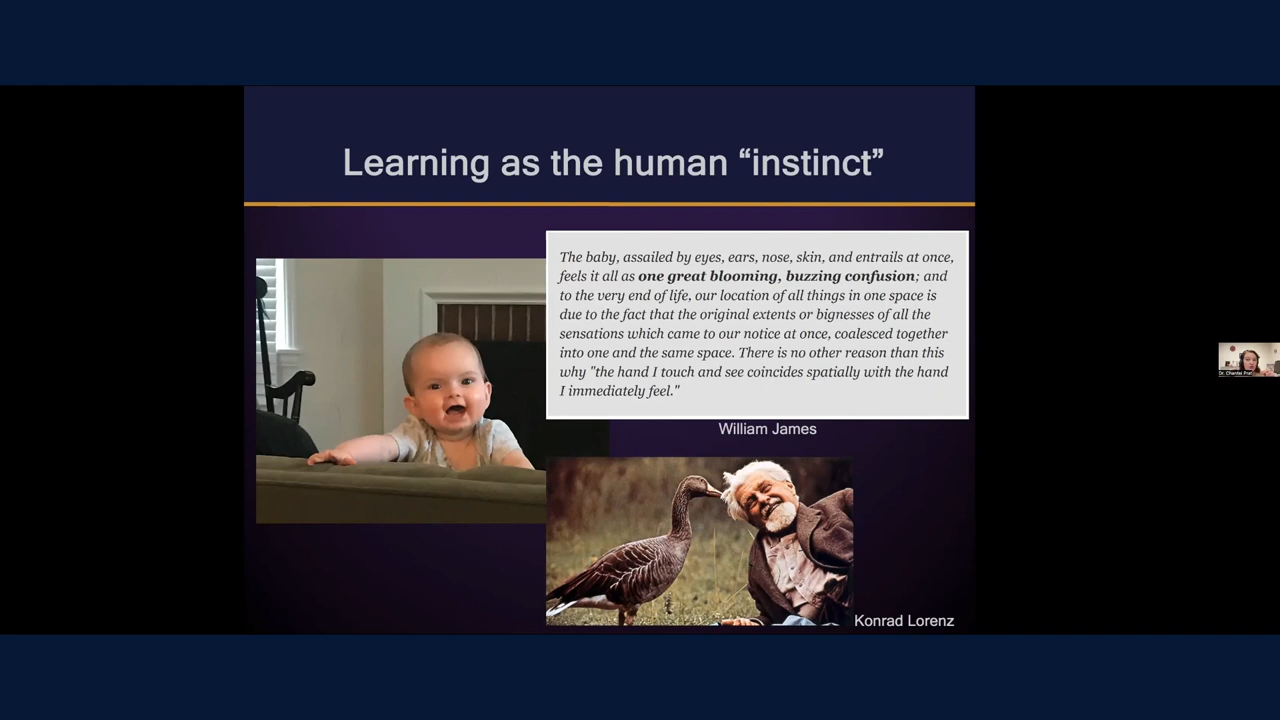 Learning as the human “instinct”
The baby, assailed by eyes, ears, nose, skin, and entrails at once,
feels it all as one great blooming, buzzing confusion; and
to the very end of life, our location of all things in one space is
due to the fact that the original extents or bignesses of all the
sensations which came to our notice at once, coalesced together
into one and the same space. There is no other reason than this
why "the hand I touch and see coincides spatially with the hand
I immediately feel."
William James
Konrad Lorenz
Dr. Chantel Prat